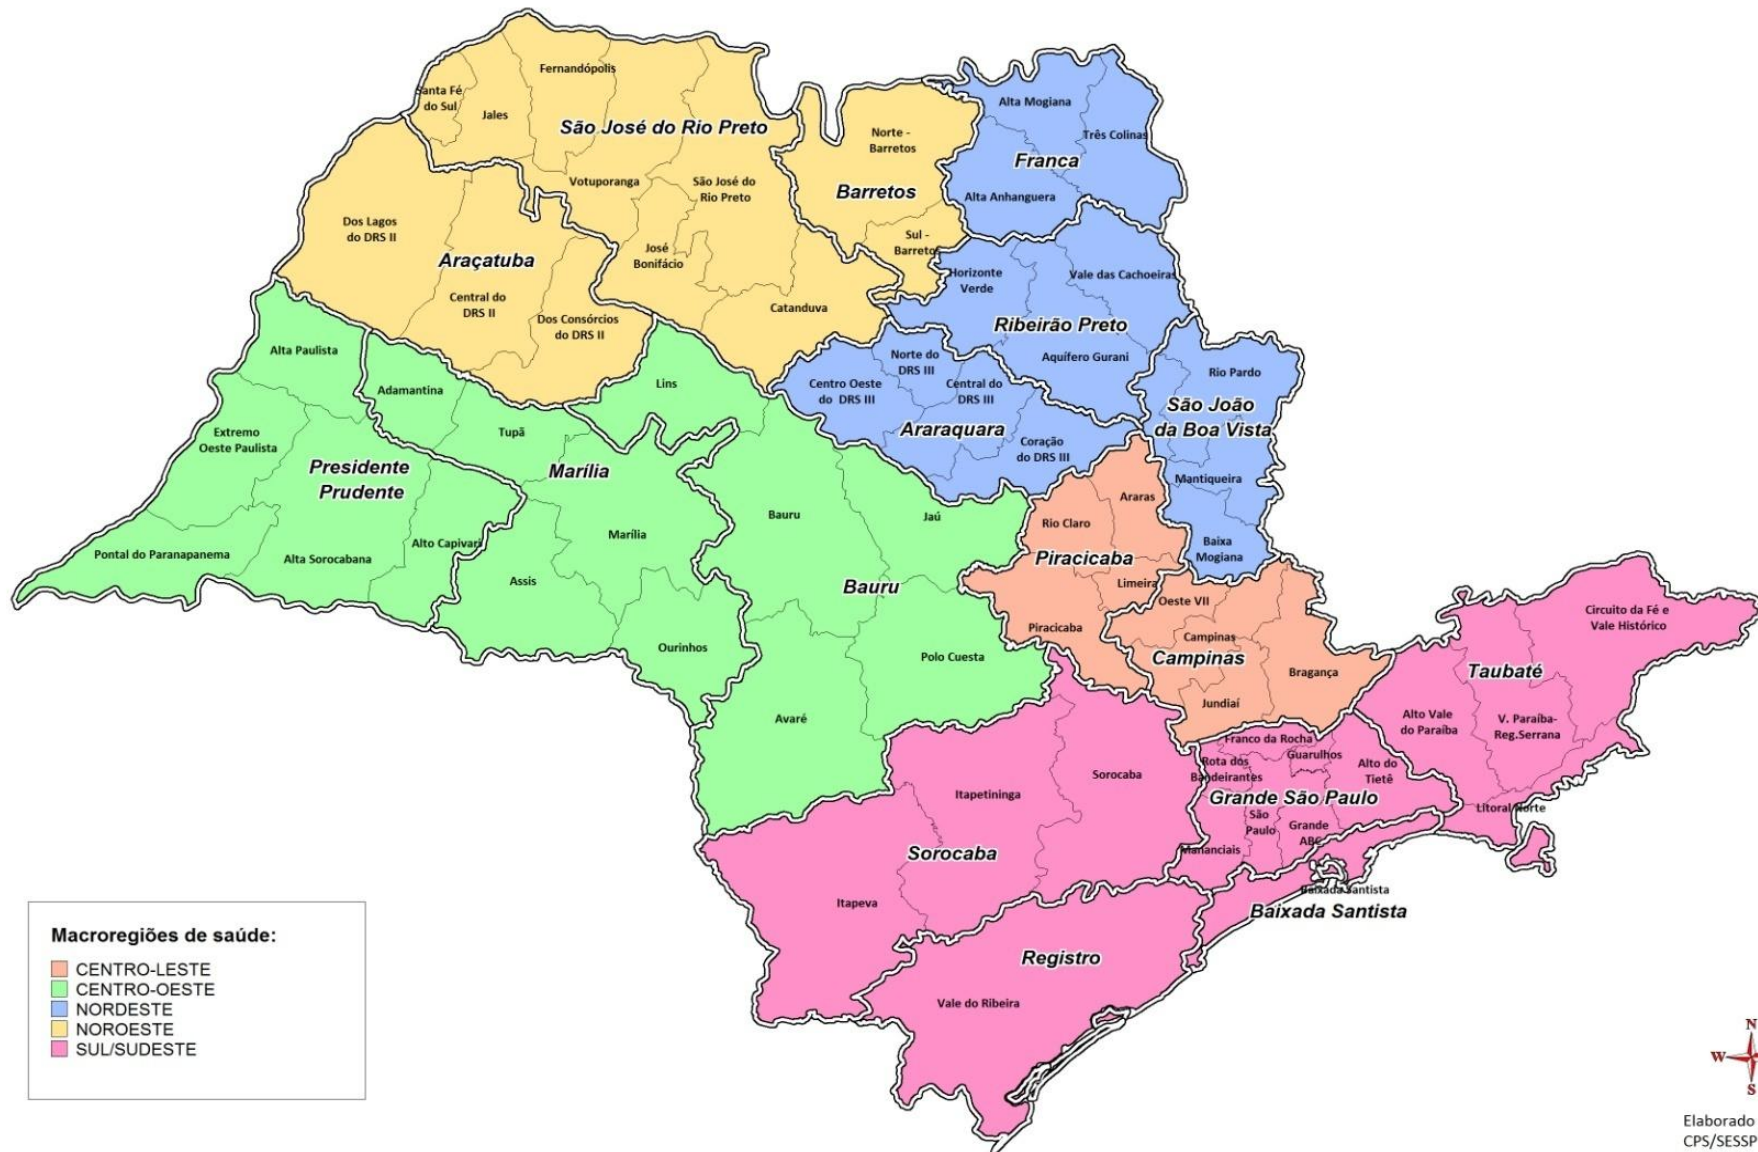 Santa Fé
do Sul
Jales
Fernandópolis
São José do Rio Preto
Votuporanga
São José do
Rio Preto
José
Bonifácio
Catanduva
Norte -
Barretos
Barretos
Sul -
Barretos
Alta Mogiana
Três Colinas
Franca
Alta Anhanguera
Dos Lagos
do DRS II
Araçatuba
Central do
DRS II
Dos Consórcios
do DRS II
Horizonte
Verde
Vale das Cachoeiras
Ribeirão Preto
Aquífero Gurani
Norte do
DRS III
Centro Oeste
do DRS III
Central do
DRS III
Araraquara
Coração
do DRS III
Rio Pardo
São João
da Boa Vista
Mantiqueira
Baixa
Mogiana
Alta Paulista
Adamantina
Lins
Extremo
Oeste Paulista
Tupã
Presidente
Prudente
Marília
Pontal do Paranapanema
Alta Sorocabana
Alto Capivari
Marília
Assis
Ourinhos
Bauru
Jaú
Bauru
Polo Cuesta
Avaré
Araras
Rio Claro
Piracicaba
Limeira
Piracicaba
Oeste VII
Campinas
Campinas
Bragança
Jundiaí
Circuito da Fé e
Vale Histórico
Taubaté
Alto Vale
do Paraíba
V. Paraíba-
Reg.Serrana
Litoral Norte
Franco da Rocha
Guarulhos
Rota dos
Bandeirantes
Alto do
Tietê
Grande São Paulo
São
Paulo
Grande
ABC
Mananciais
Baixada Santista
Baixada Santista
Sorocaba
Itapetininga
Sorocaba
Itapeva
Registro
Vale do Ribeira
Macroregiões de saúde:
CENTRO-LESTE
CENTRO-OESTE
NORDESTE
NOROESTE
SUL/SUDESTE
N
W
S
Elaborado
CPS/SESSP